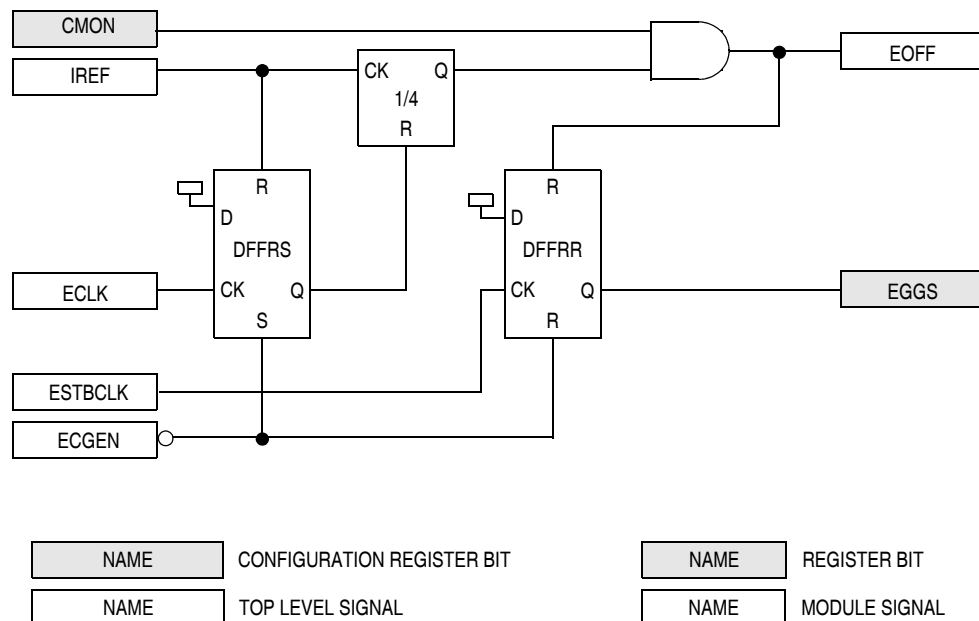 CMON
EOFF
IREF
CK Q
1/4
R
R
D
DFFRS
CK Q
S
R
D
DFFRR
CK Q
R
ECLK
EGGS
ESTBCLK
ECGEN
NAME CONFIGURATION REGISTER BIT
NAME REGISTER BIT
NAME TOP LEVEL SIGNAL
NAME MODULE SIGNAL